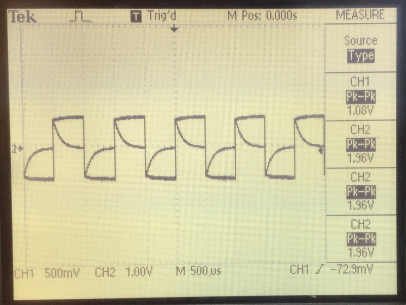 Tek T Trig'd M Pos: 0.000s MEASURE
Source
Type
CH1
Pk-Pk
1.08V
CH2
Pk-Pk
1.96V
CH2
Pk-Pk
1.96V
CH2
Pk-Pk
1.96V
2
CH1 500mV CH2 1.00V M 500µs CH1 -72.9mV